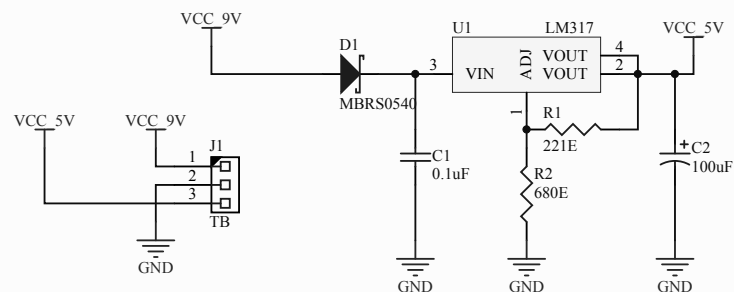 VCC_9V
VCC_5V
D1
MBRS0540
U1
LM317
3
VIN
ADJ
VOUT
VOUT
4
2
1
R1
221E
R2
680E
C1
0.1uF
+
C2
100uF
GND
GND
GND
VCC_5V
VCC_9V
J1
1
2
3
TB
GND